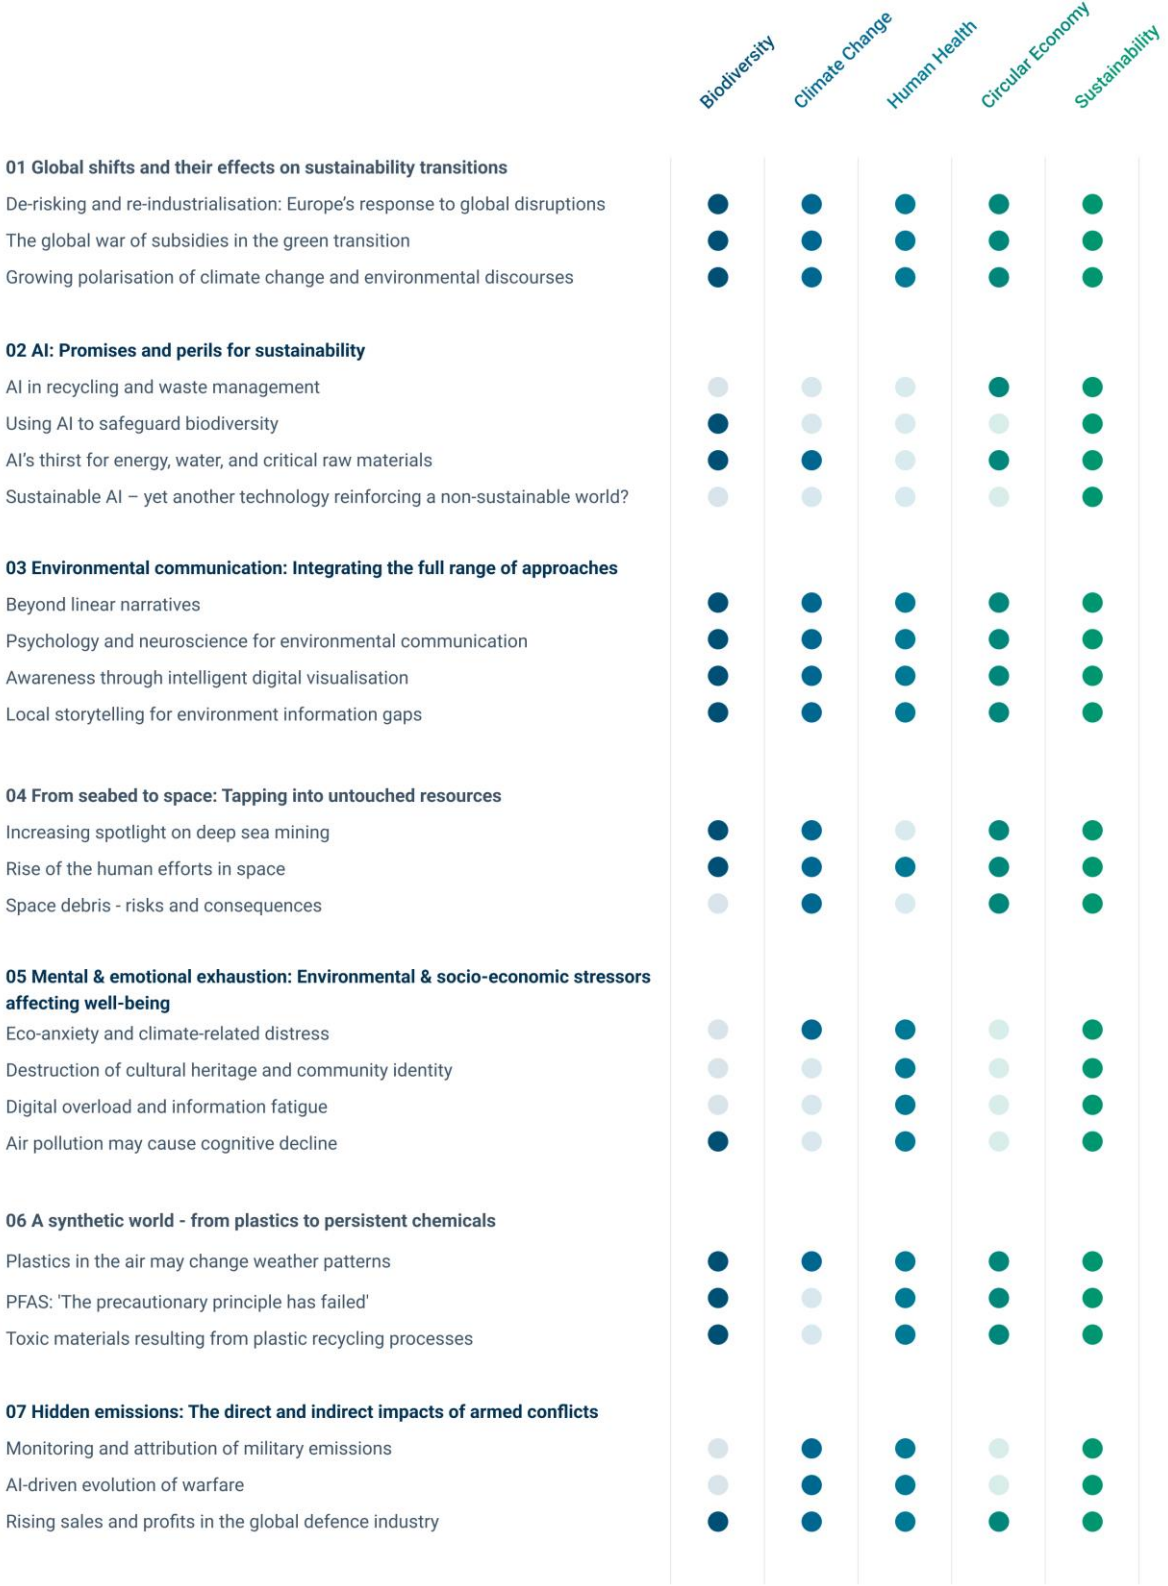 Biodiversity
Climate Change
Human Health
Circular Economy
Sustainability
01 Global shifts and their effects on sustainability transitions
De-risking and re-industrialisation: Europe’s response to global disruptions
The global war of subsidies in the green transition
Growing polarisation of climate change and environmental discourses
02 AI: Promises and perils for sustainability
AI in recycling and waste management
Using AI to safeguard biodiversity
AI’s thirst for energy, water, and critical raw materials
Sustainable AI – yet another technology reinforcing a non-sustainable world?
03 Environmental communication: Integrating the full range of approaches
Beyond linear narratives
Psychology and neuroscience for environmental communication
Awareness through intelligent digital visualisation
Local storytelling for environment information gaps
04 From seabed to space: Tapping into untouched resources
Increasing spotlight on deep sea mining
Rise of the human efforts in space
Space debris - risks and consequences
05 Mental & emotional exhaustion: Environmental & socio-economic stressors
affecting well-being
Eco-anxiety and climate-related distress
Destruction of cultural heritage and community identity
Digital overload and information fatigue
Air pollution may cause cognitive decline
06 A synthetic world - from plastics to persistent chemicals
Plastics in the air may change weather patterns
PFAS: 'The precautionary principle has failed'
Toxic materials resulting from plastic recycling processes
07 Hidden emissions: The direct and indirect impacts of armed conflicts
Monitoring and attribution of military emissions
AI-driven evolution of warfare
Rising sales and profits in the global defence industry